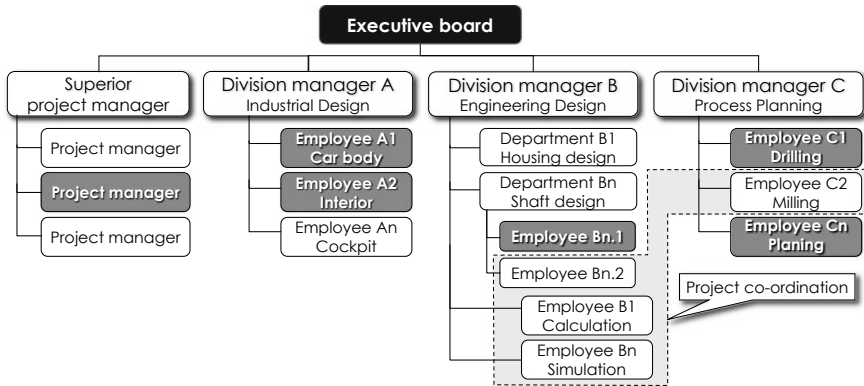 Executive board
Superior
project manager
Project manager
Project manager
Project manager
Division manager A
Industrial Design
Employee A1
Car body
Employee A2
Interior
Employee An
Cockpit
Division manager B
Engineering Design
Department B1
Housing design
Department Bn
Shaft design
Employee Bn.1
Employee Bn.2
Employee B1
Calculation
Employee Bn
Simulation
Division manager C
Process Planning
Employee C1
Drilling
Employee C2
Milling
Employee Cn
Planing
Project co-ordination